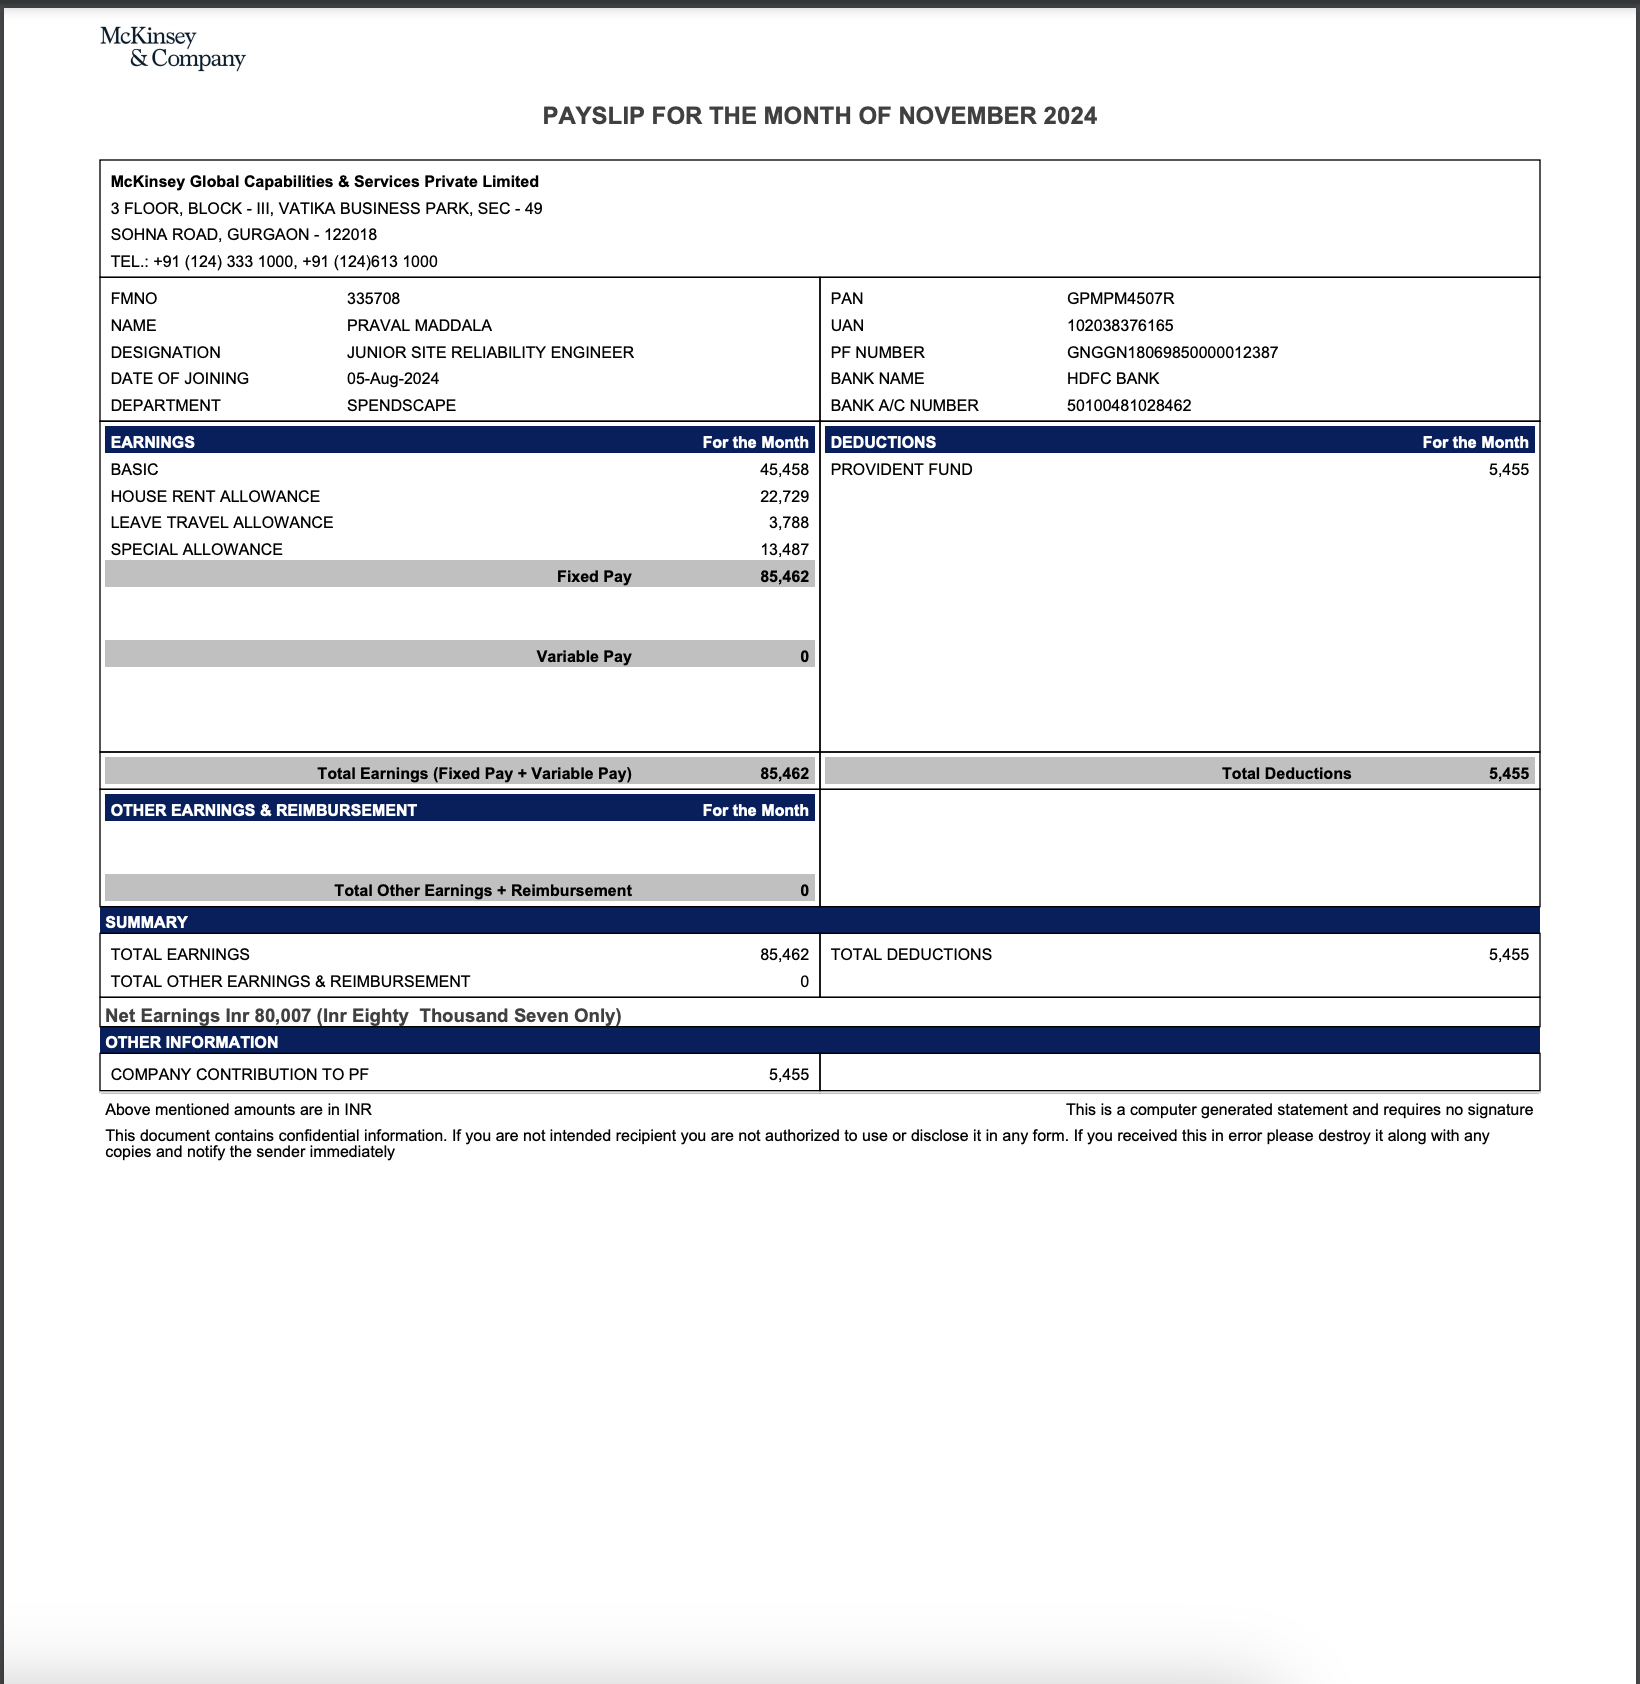 McKinsey
& Company
PAYSLIP FOR THE MONTH OF NOVEMBER 2024
McKinsey Global Capabilities & Services Private Limited
3 FLOOR, BLOCK - III, VATIKA BUSINESS PARK, SEC - 49
SOHNA ROAD, GURGAON - 122018
TEL.: +91 (124) 333 1000, +91 (124)613 1000
FMNO 335708 PAN GPMPM4507R
NAME PRAVAL MADDALA UAN 102038376165
DESIGNATION JUNIOR SITE RELIABILITY ENGINEER PF NUMBER GNGGN18069850000012387
DATE OF JOINING 05-Aug-2024 BANK NAME HDFC BANK
DEPARTMENT SPENDSCAPE BANK A/C NUMBER 50100481028462
EARNINGS For the Month DEDUCTIONS For the Month
BASIC 45,458 PROVIDENT FUND 5,455
HOUSE RENT ALLOWANCE 22,729
LEAVE TRAVEL ALLOWANCE 3,788
SPECIAL ALLOWANCE 13,487
Fixed Pay 85,462
Variable Pay 0
Total Earnings (Fixed Pay + Variable Pay) 85,462 Total Deductions 5,455
OTHER EARNINGS & REIMBURSEMENT For the Month
Total Other Earnings + Reimbursement 0
SUMMARY
TOTAL EARNINGS 85,462 TOTAL DEDUCTIONS 5,455
TOTAL OTHER EARNINGS & REIMBURSEMENT 0
Net Earnings Inr 80,007 (Inr Eighty  Thousand Seven Only)
OTHER INFORMATION
COMPANY CONTRIBUTION TO PF 5,455
Above mentioned amounts are in INR This is a computer generated statement and requires no signature
This document contains confidential information. If you are not intended recipient you are not authorized to use or disclose it in any form. If you received this in error please destroy it along with any
copies and notify the sender immediately